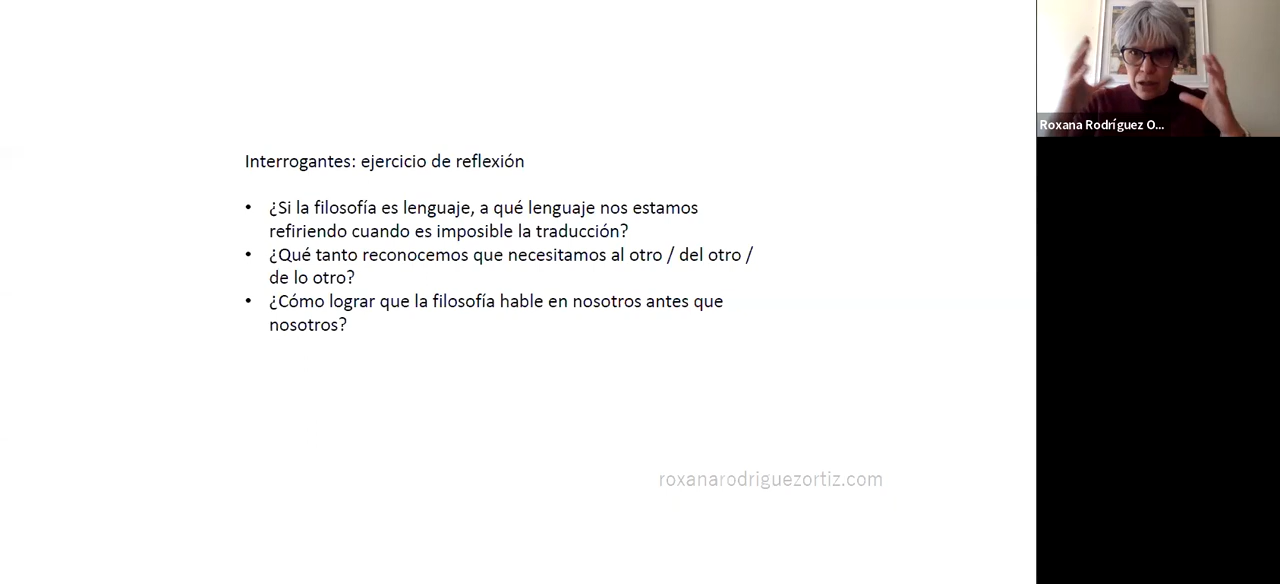 Interrogantes: ejercicio de reflexión
• ¿Si la filosofía es lenguaje, a qué lenguaje nos estamos
refiriendo cuando es imposible la traducción?
• ¿Qué tanto reconocemos que necesitamos al otro / del otro /
de lo otro?
• ¿Cómo lograr que la filosofía hable en nosotros antes que
nosotros?
roxanarodriguezortiz.com
Roxana Rodríguez O...